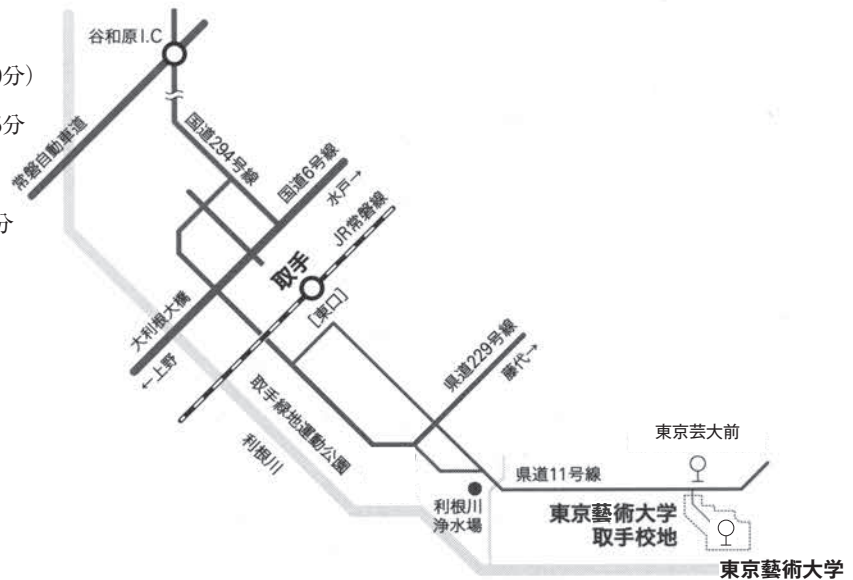 谷和原I.C
分）
分
分
常磐自動車道
国道294号線
国道6号線
水戸→
JR常磐線
取手
[東口]
大利根大橋
←上野
取手緑地運動公園
利根川
県道229号線
藤代→
東京芸大前
県道11号線
利根川
浄水場
東京藝術大学
取手校地
東京藝術大学